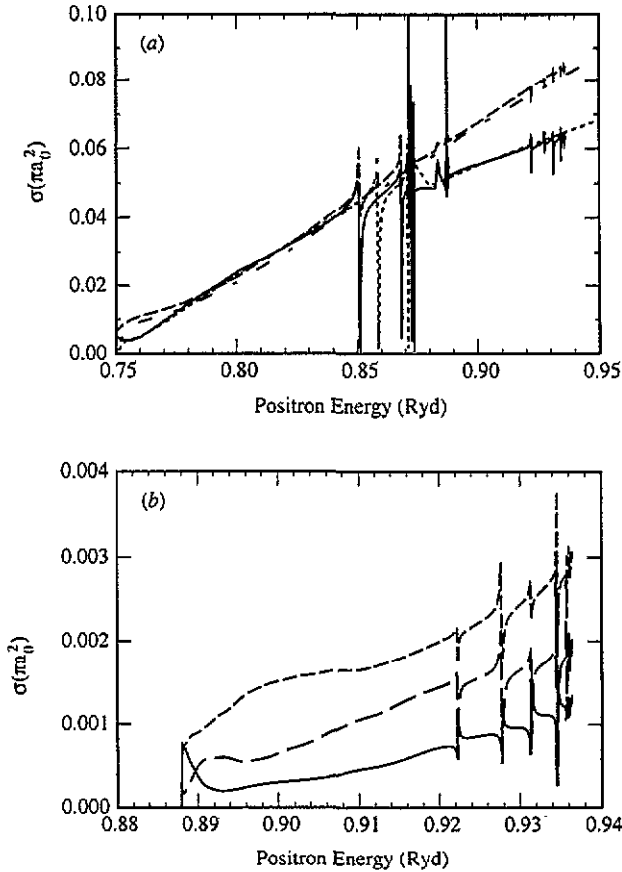 (a)
0.10
0.08
0.06
0.04
0.02
0.00
σ(πa₀²)
0.75 0.80 0.85 0.90 0.95
Positron Energy (Ryd)
(b)
0.004
0.003
0.002
0.001
0.000
σ(πa₀²)
0.88 0.89 0.90 0.91 0.92 0.93 0.94
Positron Energy (Ryd)